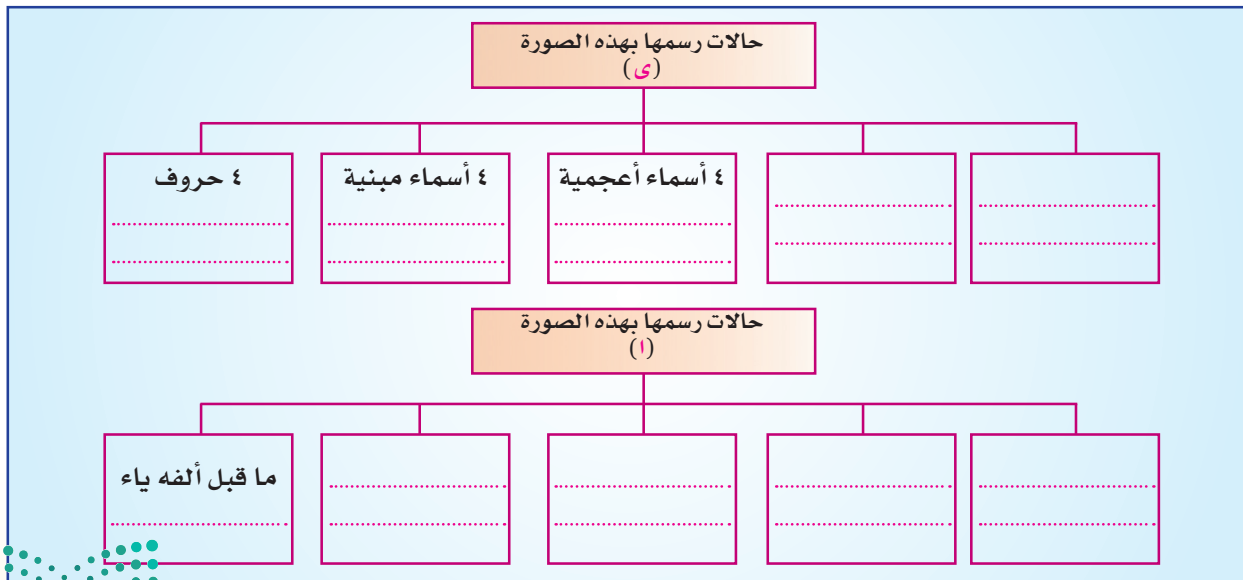 حالات رسمها بهذه الصورة
(ى)
٤ أسماء أعجمية
٤ أسماء مبنية
٤ حروف
حالات رسمها بهذه الصورة
(ا)
ما قبل ألفه ياء